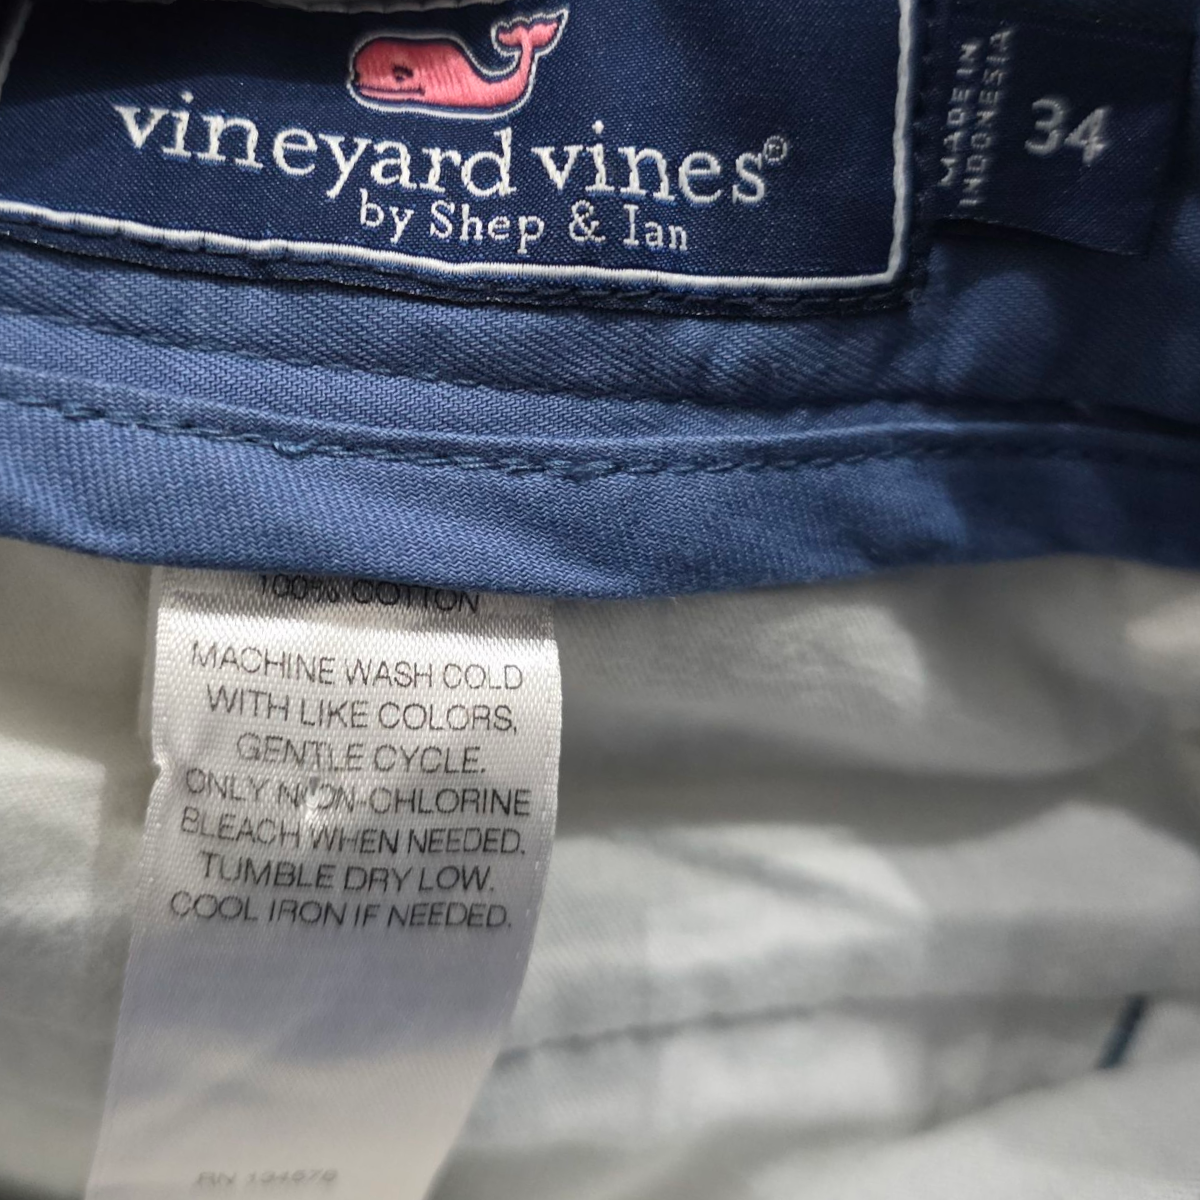 vineyard vines®
by Shep & Ian
MADE IN
INDONESIA
34
100% COTTON
MACHINE WASH COLD
WITH LIKE COLORS,
GENTLE CYCLE.
ONLY NON-CHLORINE
BLEACH WHEN NEEDED.
TUMBLE DRY LOW.
COOL IRON IF NEEDED.
RN